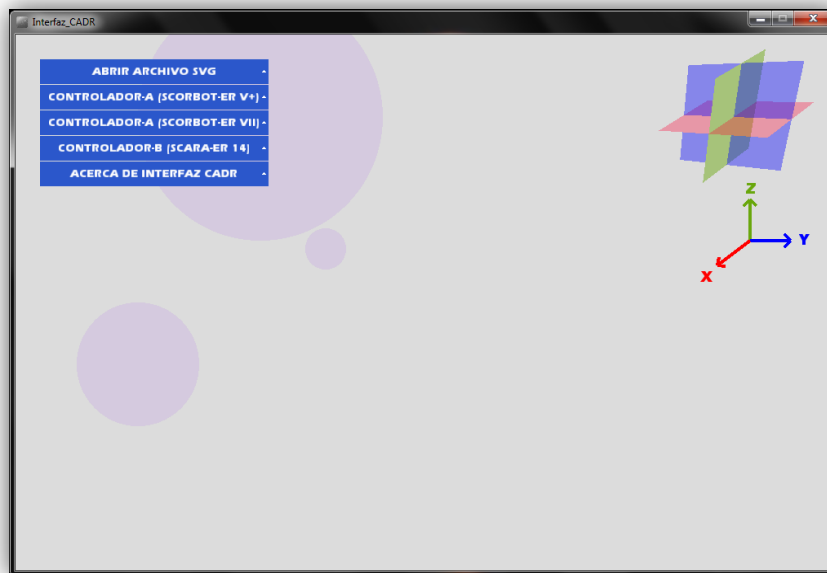 Interfaz_CADR
ABRIR ARCHIVO SVG
CONTROLADOR-A (SCORBOT-ER V+)
CONTROLADOR-A (SCORBOT-ER VII)
CONTROLADOR-B (SCARA-ER 14)
ACERCA DE INTERFAZ CADR
Z
Y
X